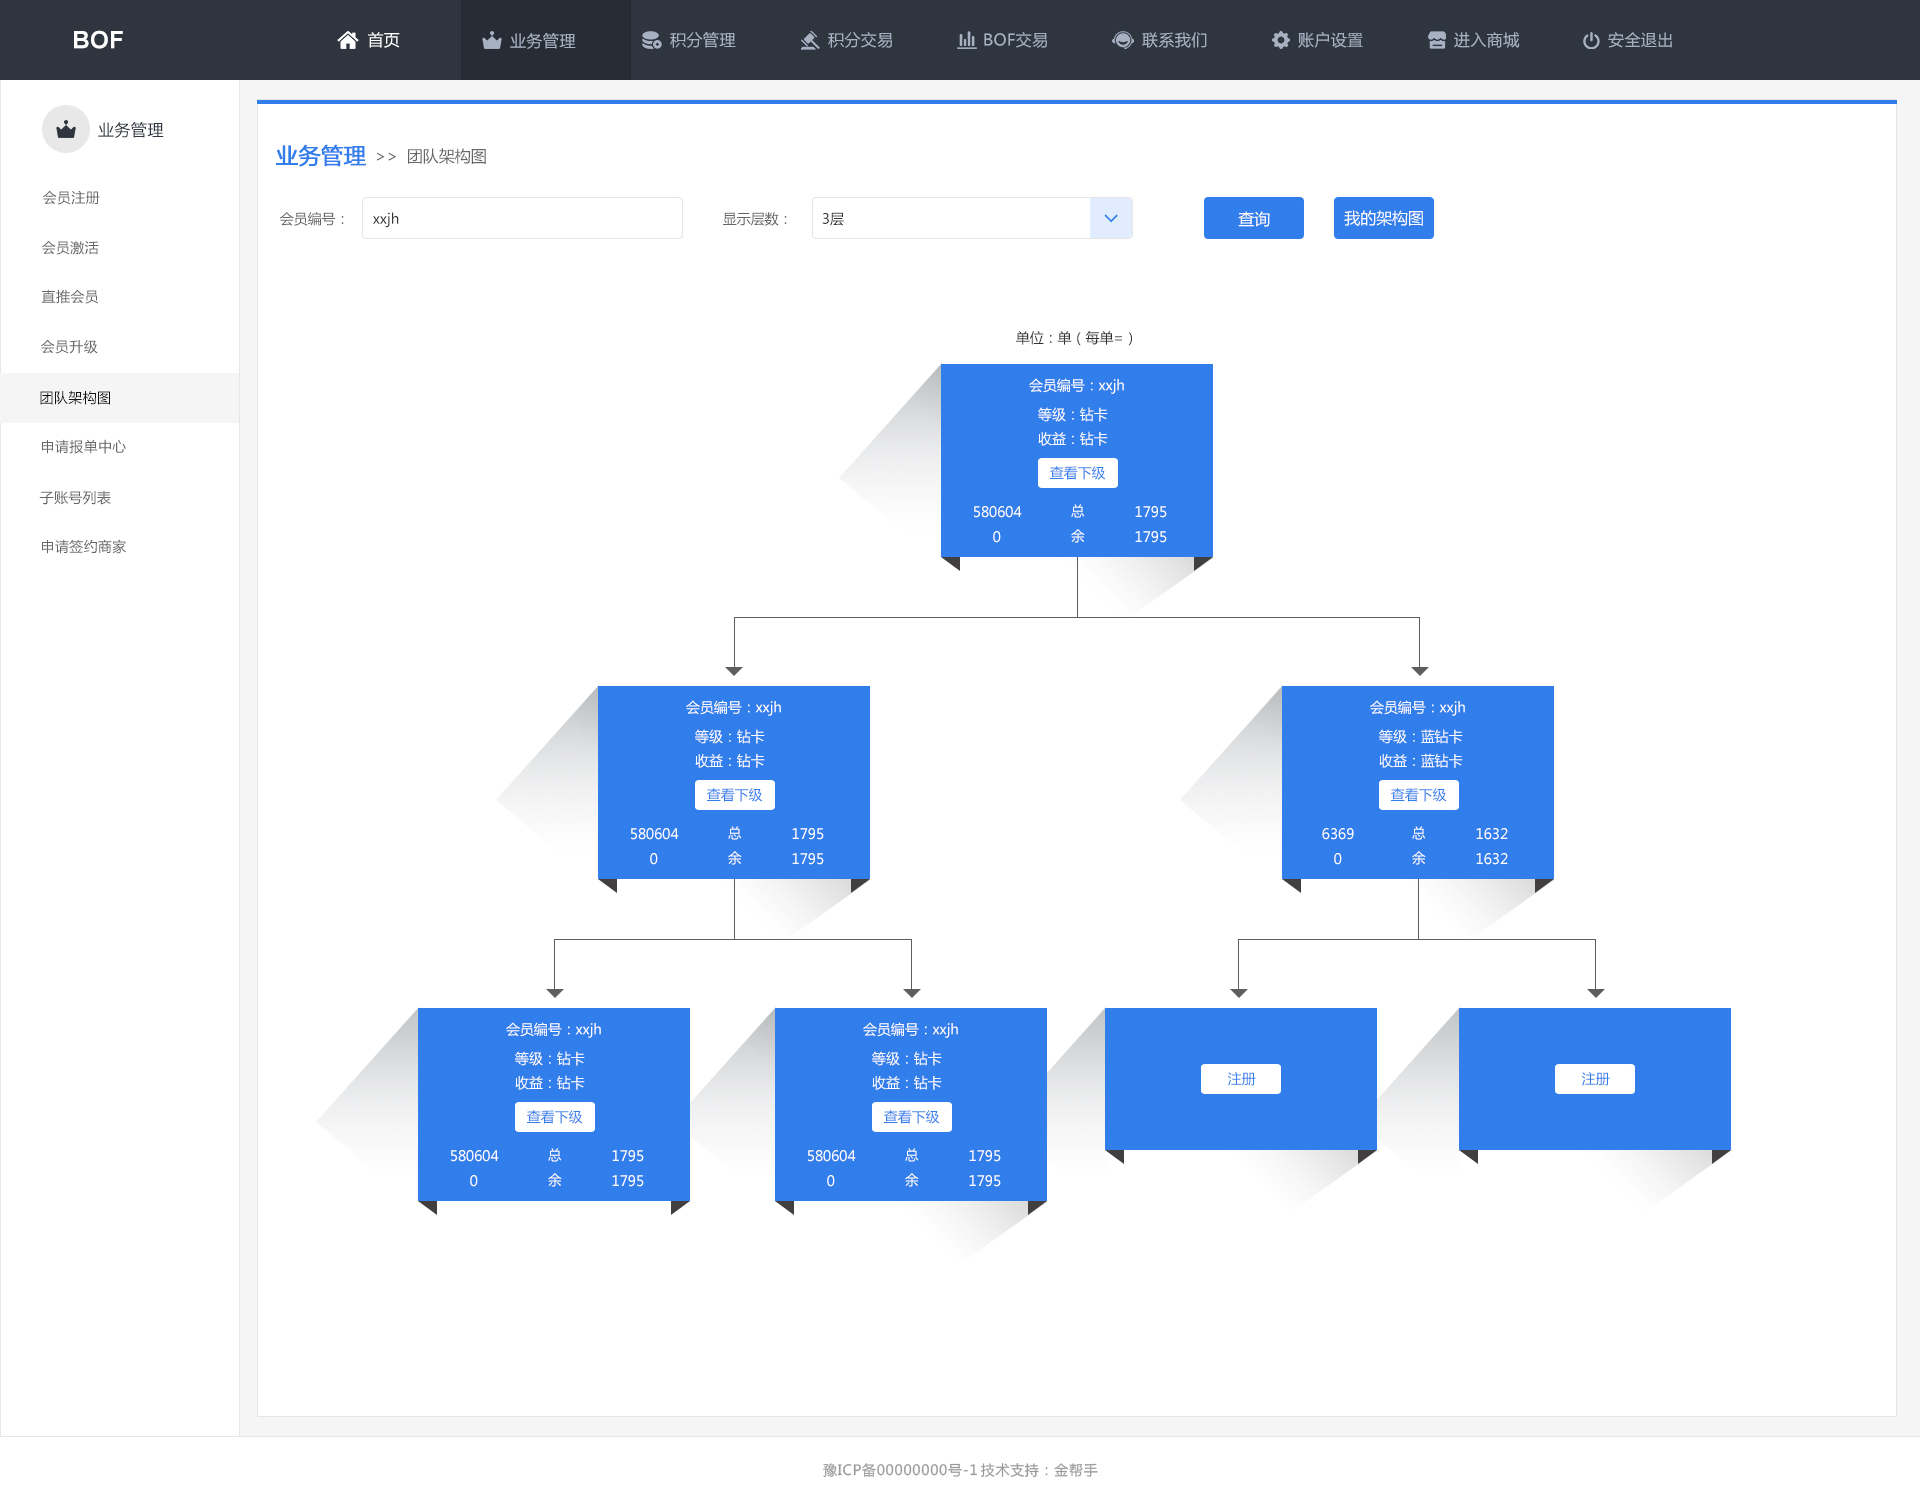 BOF
首页
业务管理
积分管理
积分交易
BOF交易
联系我们
账户设置
进入商城
安全退出
业务管理
会员注册
会员激活
直推会员
会员升级
团队架构图
申请报单中心
子账号列表
申请签约商家
业务管理 >> 团队架构图
会员编号： xxjh 显示层数： 3层 查询 我的架构图
单位：单（每单=）
会员编号：xxjh
等级：钻卡
收益：钻卡
查看下级
580604 总 1795
0 余 1795
会员编号：xxjh
等级：钻卡
收益：钻卡
查看下级
580604 总 1795
0 余 1795
会员编号：xxjh
等级：蓝钻卡
收益：蓝钻卡
查看下级
6369 总 1632
0 余 1632
会员编号：xxjh
等级：钻卡
收益：钻卡
查看下级
580604 总 1795
0 余 1795
会员编号：xxjh
等级：钻卡
收益：钻卡
查看下级
580604 总 1795
0 余 1795
注册
注册
豫ICP备00000000号-1 技术支持：金帮手